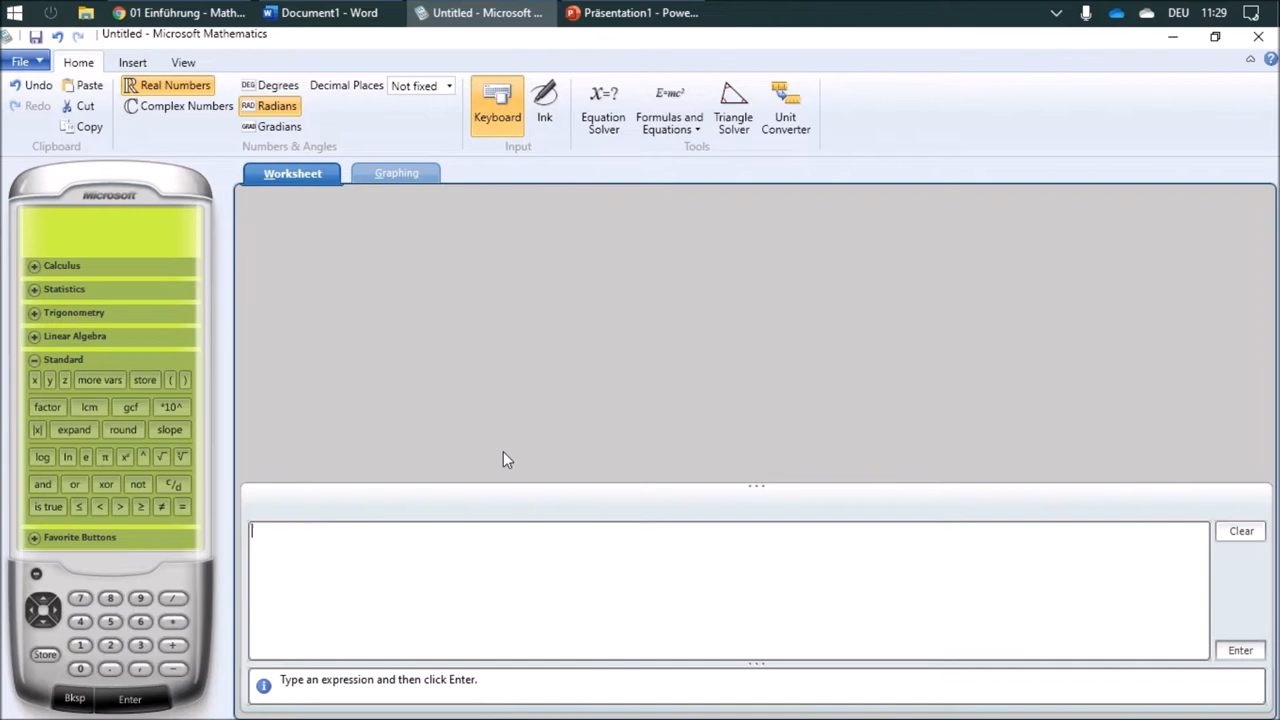 01 Einführung - Math...
Document1 - Word
Untitled - Microsoft ...
Präsentation1 - Powe...
DEU
11:29
Untitled - Microsoft Mathematics
File
Home
Insert
View
Undo
Paste
Real Numbers
DEG Degrees
Decimal Places
Not fixed
Redo
Cut
Complex Numbers
RAD Radians
Copy
GRAD Gradians
Keyboard
Ink
X=?
Equation Solver
E=mc²
Formulas and Equations
Triangle Solver
Unit Converter
Clipboard
Numbers & Angles
Input
Tools
Worksheet
Graphing
Microsoft
Calculus
Statistics
Trigonometry
Linear Algebra
Standard
x y z more vars store ( )
factor lcm gcf *10^
|x| expand round slope
log ln e π x² ^ √ ∜
and or xor not c/d
is true ≤ < > ≥ ≠ =
Favorite Buttons
7 8 9 /
4 5 6 *
Store 1 2 3 +
0 . , −
Bksp Enter
Clear
Enter
Type an expression and then click Enter.